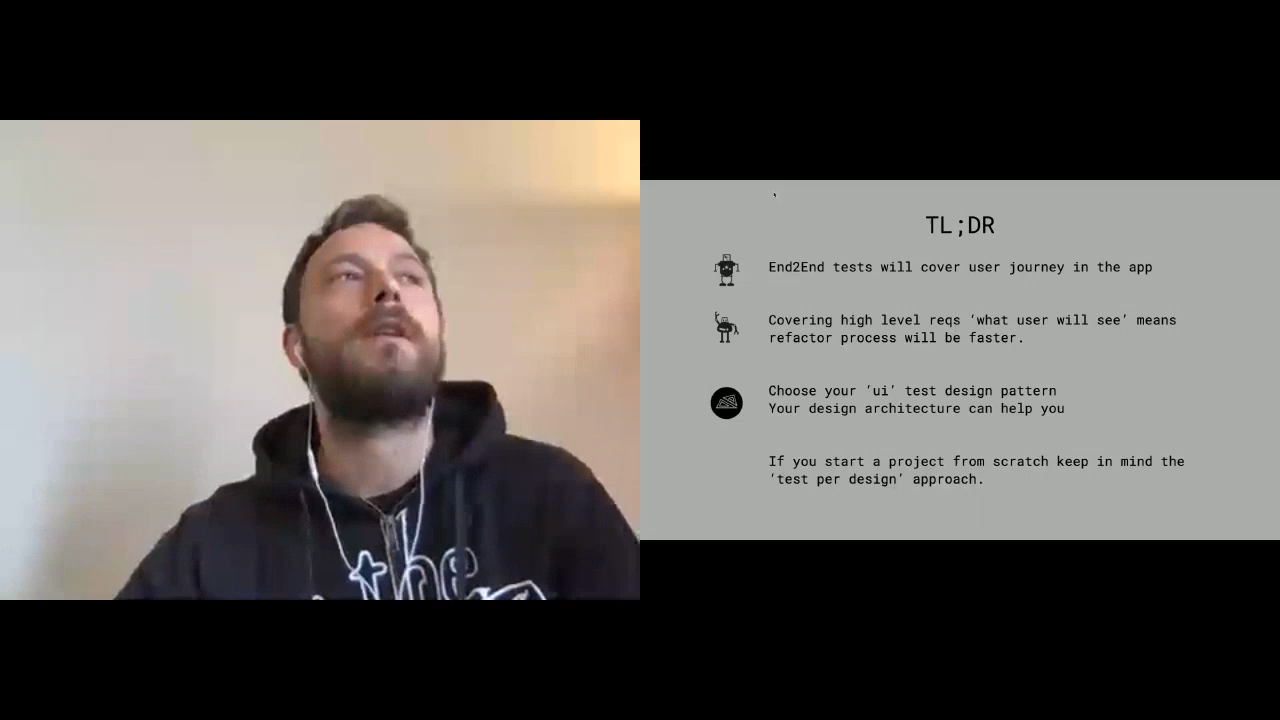 TL;DR
End2End tests will cover user journey in the app
Covering high level reqs ‘what user will see’ means
refactor process will be faster.
Choose your ‘ui’ test design pattern
Your design architecture can help you
If you start a project from scratch keep in mind the
‘test per design’ approach.
the